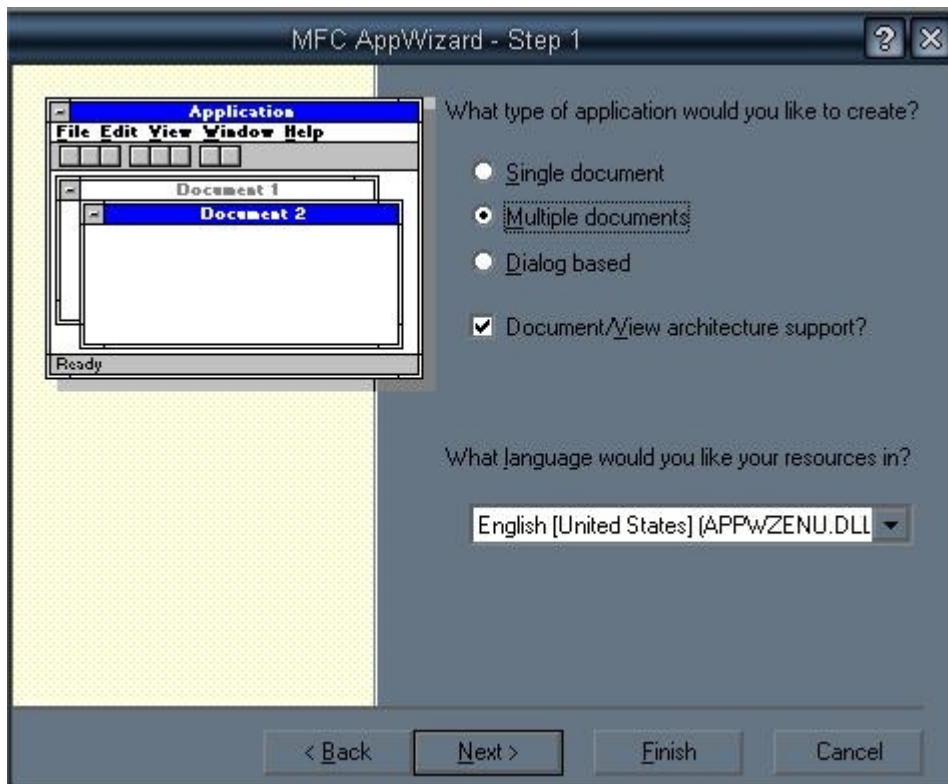 MFC AppWizard - Step 1
Application
File Edit View Window Help
Document 1
Document 2
Ready
What type of application would you like to create?
Single document
Multiple documents
Dialog based
Document/View architecture support?
What language would you like your resources in?
English [United States] (APPWZENU.DLL
< Back Next > Finish Cancel